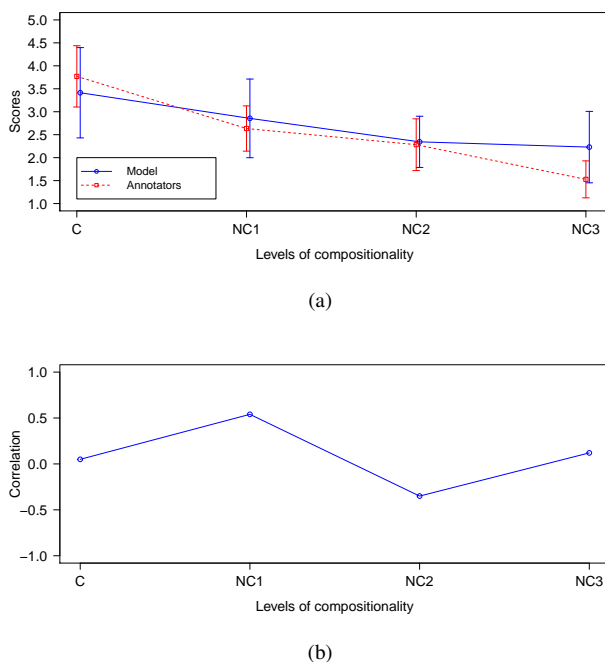 5.0
4.5
4.0
3.5
3.0
2.5
2.0
1.5
1.0
Scores
Model
Annotators
C NC1 NC2 NC3
Levels of compositionality
(a)
1.0
0.5
0.0
−0.5
−1.0
Correlation
C NC1 NC2 NC3
Levels of compositionality
(b)